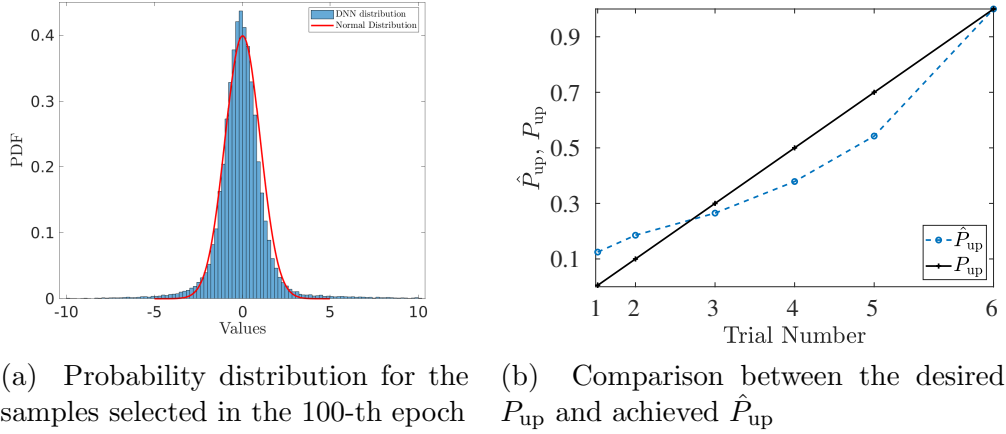 DNN distribution
Normal Distribution
0.4
0.3
0.2
0.1
0
PDF
-10 -5 0 5 10
Values
0.9
0.7
0.5
0.3
0.1
P̂up, Pup
P̂up
Pup
1 2 3 4 5 6
Trial Number
(a) Probability distribution for the
samples selected in the 100-th epoch
(b) Comparison between the desired
Pup and achieved P̂up